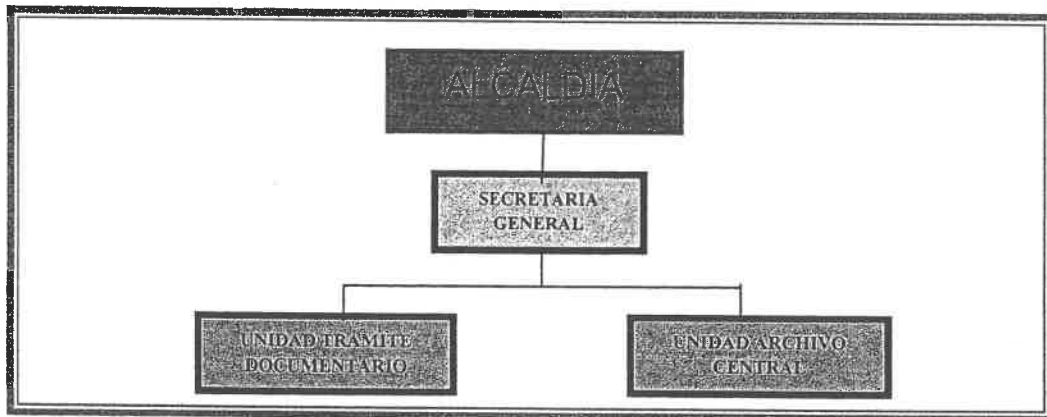 ALCALDIA
SECRETARIA
GENERAL
UNIDAD TRAMITE
DOCUMENTARIO
UNIDAD ARCHIVO
CENTRAL